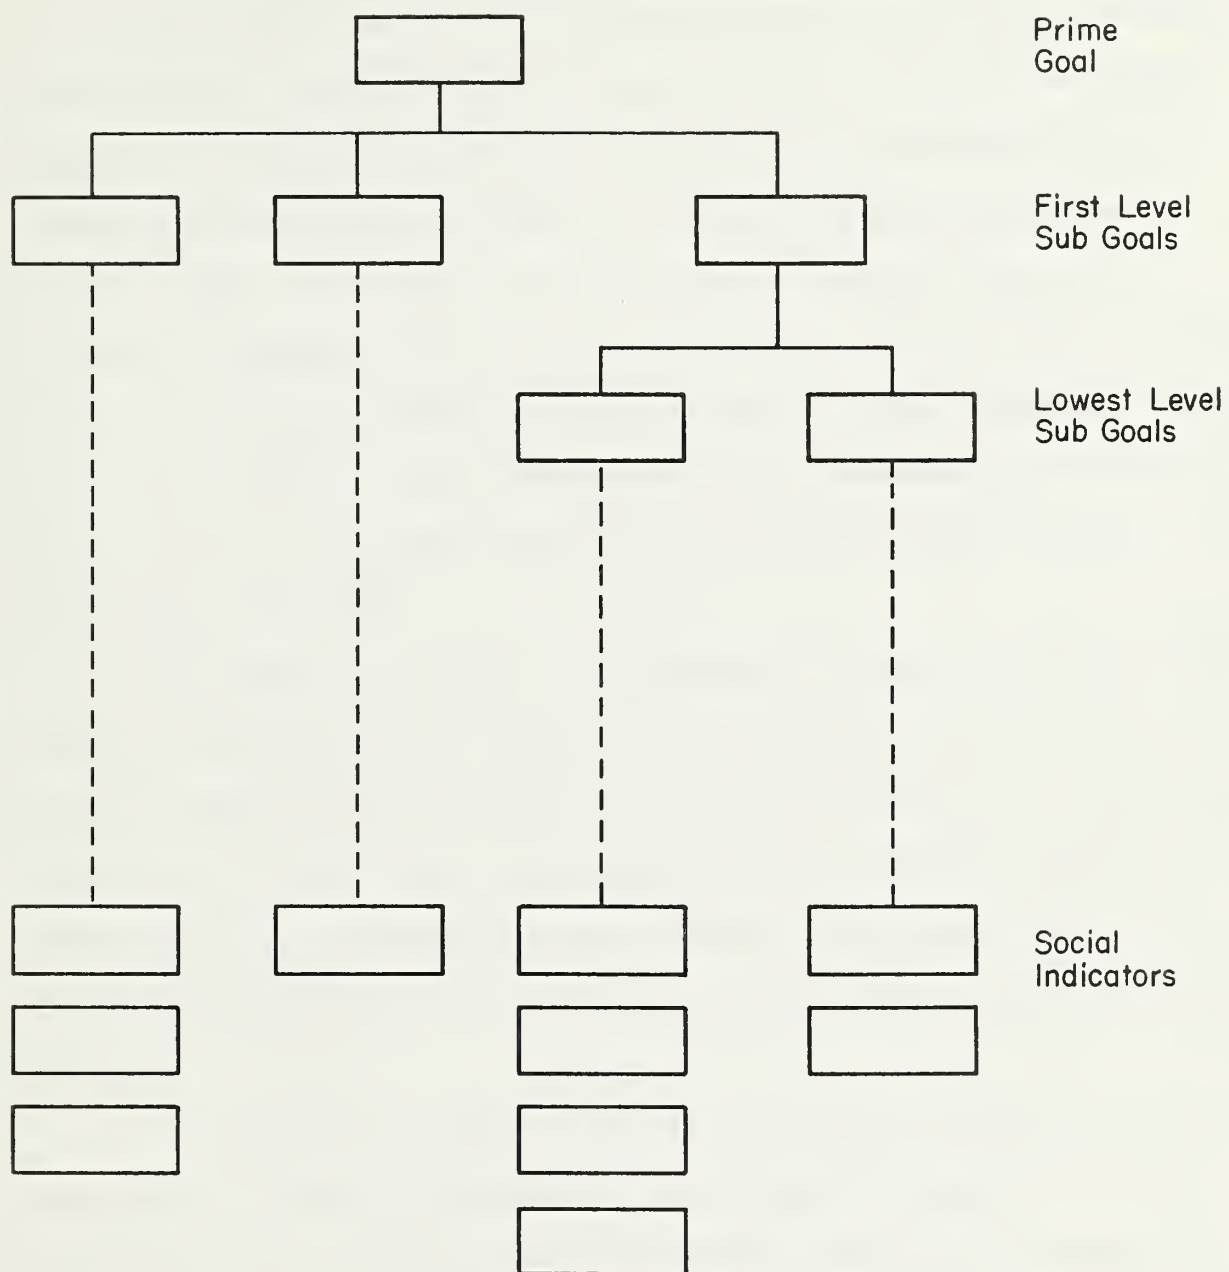 Prime
Goal
First Level
Sub Goals
Lowest Level
Sub Goals
Social
Indicators